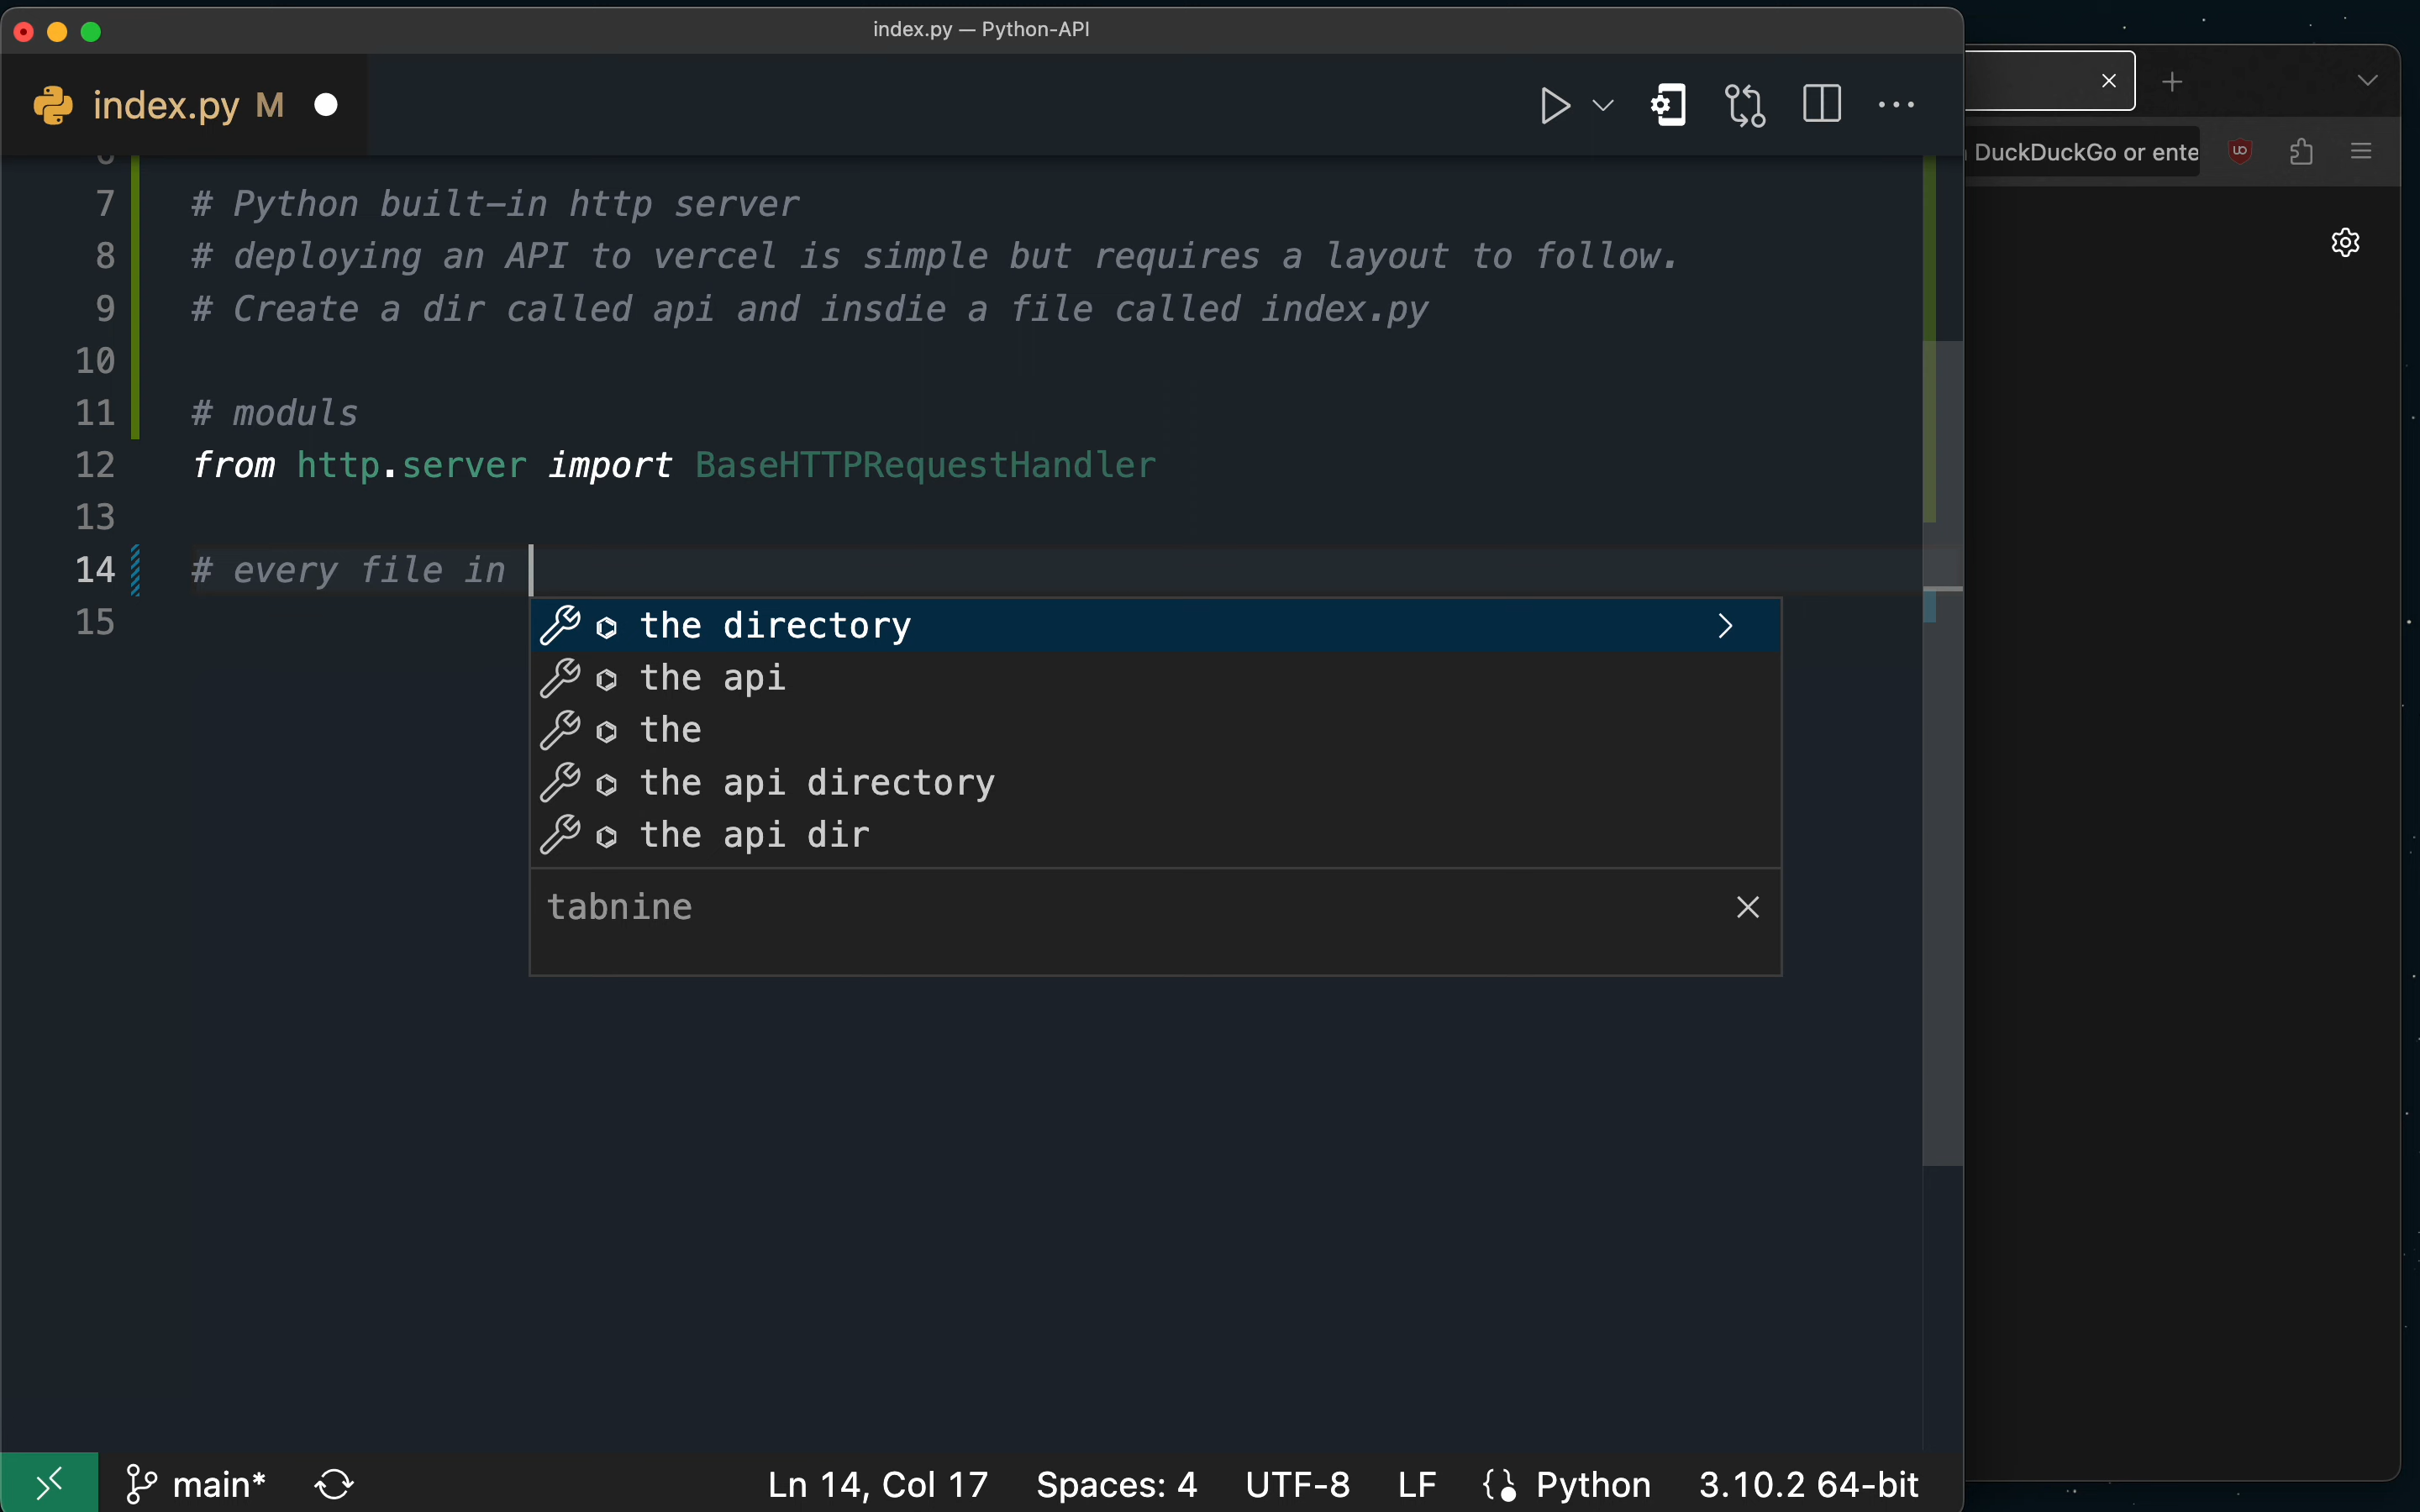 index.py — Python-API
index.py M
DuckDuckGo or ente
6
7 # Python built-in http server
8 # deploying an API to vercel is simple but requires a layout to follow.
9 # Create a dir called api and insdie a file called index.py
10
11 # moduls
12 from http.server import BaseHTTPRequestHandler
13
14 # every file in
15
the directory
the api
the
the api directory
the api dir
tabnine
main* Ln 14, Col 17 Spaces: 4 UTF-8 LF Python 3.10.2 64-bit